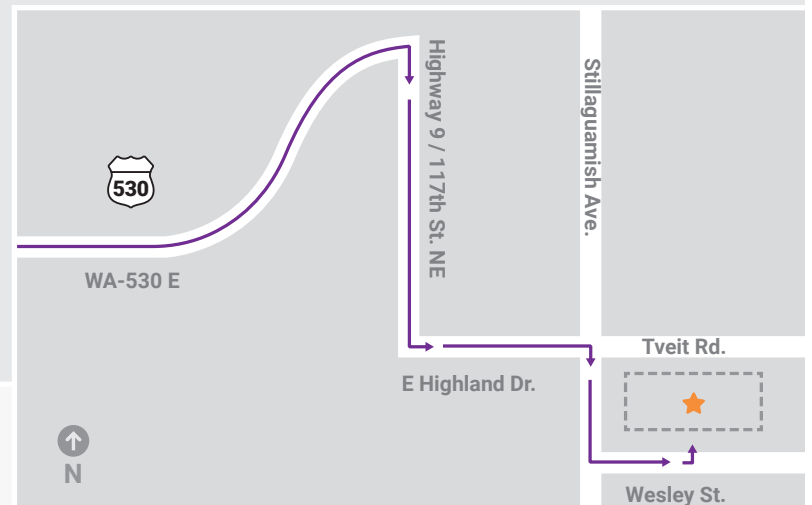 Highway 9 / 117th St. NE
Stillaguamish Ave.
530
WA-530 E
Tveit Rd.
E Highland Dr.
N
Wesley St.